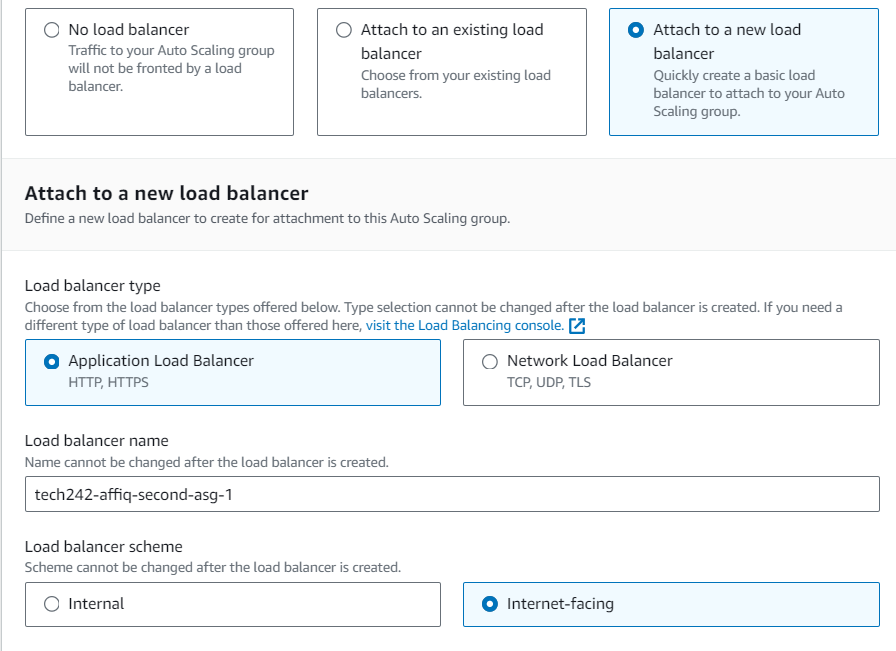 No load balancer
Traffic to your Auto Scaling group
will not be fronted by a load
balancer.
Attach to an existing load
balancer
Choose from your existing load
balancers.
Attach to a new load
balancer
Quickly create a basic load
balancer to attach to your Auto
Scaling group.
Attach to a new load balancer
Define a new load balancer to create for attachment to this Auto Scaling group.
Load balancer type
Choose from the load balancer types offered below. Type selection cannot be changed after the load balancer is created. If you need a
different type of load balancer than those offered here, visit the Load Balancing console.
Application Load Balancer
HTTP, HTTPS
Network Load Balancer
TCP, UDP, TLS
Load balancer name
Name cannot be changed after the load balancer is created.
tech242-affiq-second-asg-1
Load balancer scheme
Scheme cannot be changed after the load balancer is created.
Internal
Internet-facing